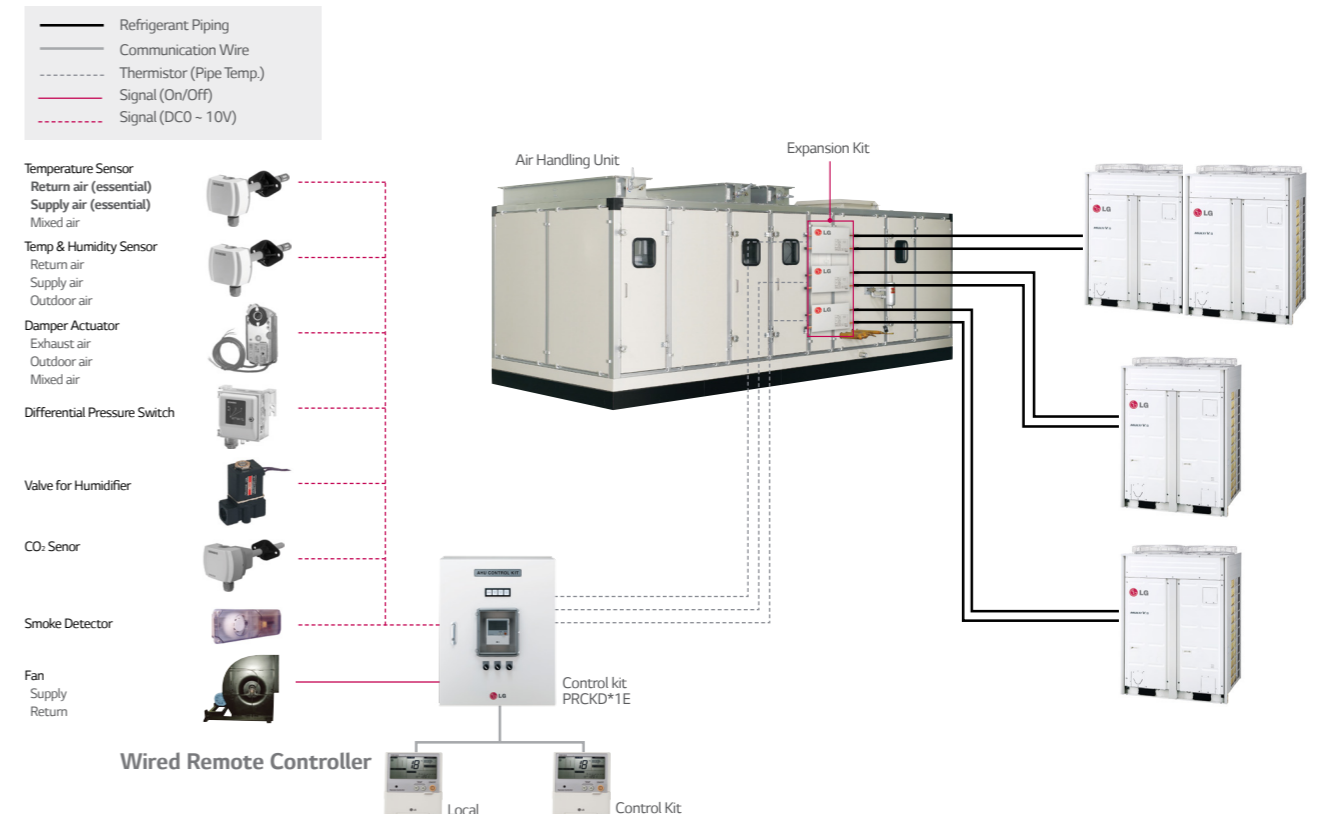 Refrigerant Piping
Communication Wire
Thermistor (Pipe Temp.)
Signal (On/Off)
Signal (DC0 ~ 10V)
Temperature Sensor
Return air (essential)
Supply air (essential)
Mixed air
Temp & Humidity Sensor
Return air
Supply air
Outdoor air
Damper Actuator
Exhaust air
Outdoor air
Mixed air
Differential Pressure Switch
Valve for Humidifier
CO₂ Senor
Smoke Detector
Fan
Supply
Return
Air Handling Unit
Expansion Kit
LG
LG
LG
LG
LG
LG
LG
AHU CONTROL KIT
LG
Control kit
PRCKD*1E
Wired Remote Controller
18
Local
18
Control Kit